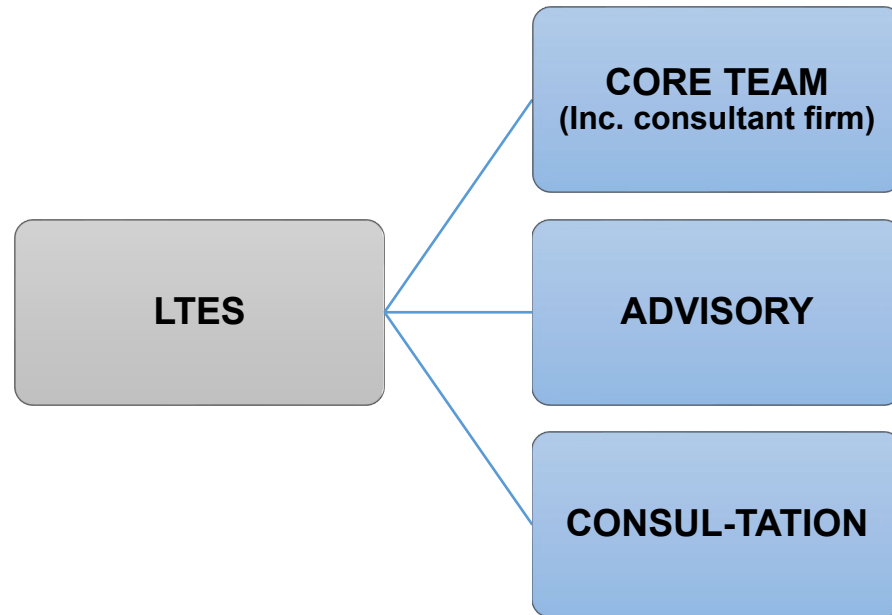 CORE TEAM
(Inc. consultant firm)
LTES
ADVISORY
CONSUL-TATION